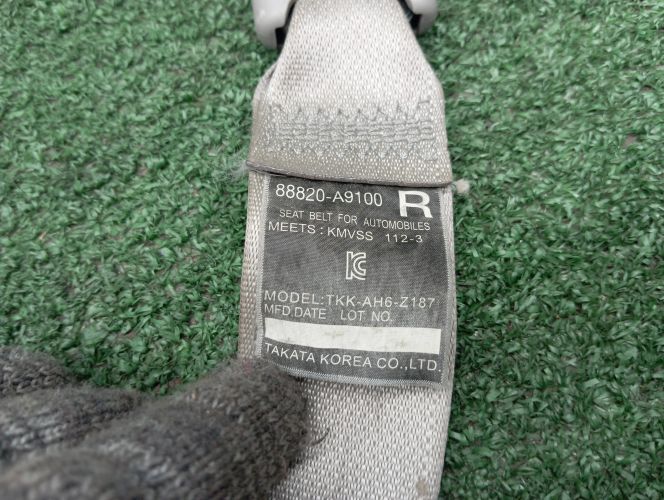 88820-A9100 R
SEAT BELT FOR AUTOMOBILES
MEETS : KMVSS 112-3
KC
MODEL:TKK-AH6-Z187
MFD,DATE LOT NO.
TAKATA KOREA CO.,LTD.